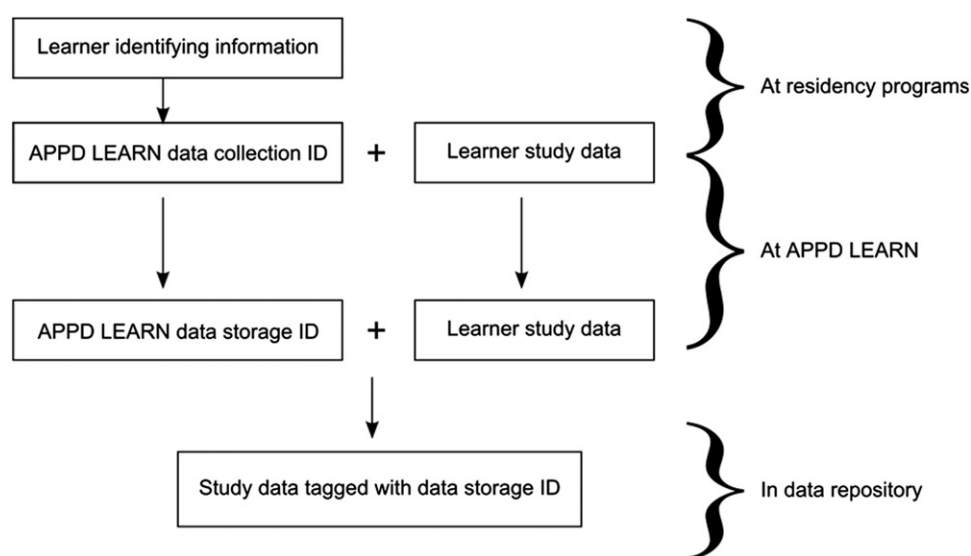 Learner identifying information
At residency programs
APPD LEARN data collection ID
+
Learner study data
At APPD LEARN
APPD LEARN data storage ID
+
Learner study data
Study data tagged with data storage ID
In data repository